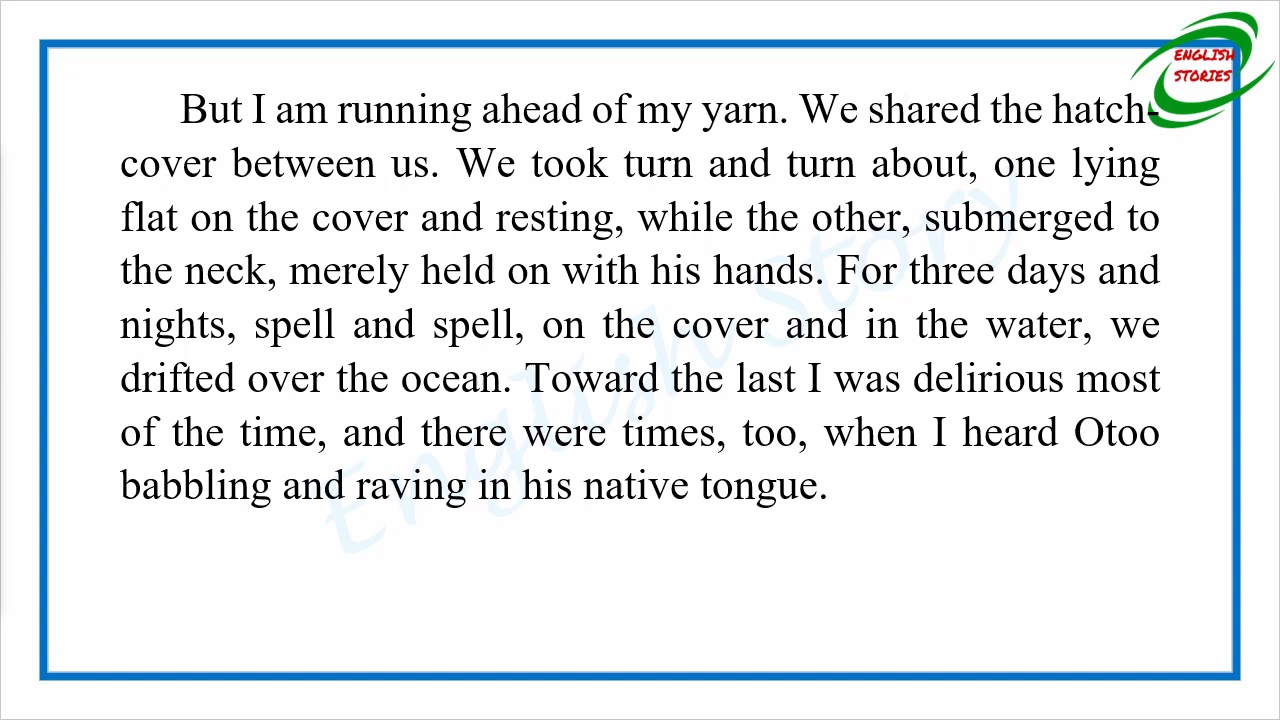 ENGLISH
STORIES
But I am running ahead of my yarn. We shared the hatch-
cover between us. We took turn and turn about, one lying
flat on the cover and resting, while the other, submerged to
the neck, merely held on with his hands. For three days and
nights, spell and spell, on the cover and in the water, we
drifted over the ocean. Toward the last I was delirious most
of the time, and there were times, too, when I heard Otoo
babbling and raving in his native tongue.
English Story